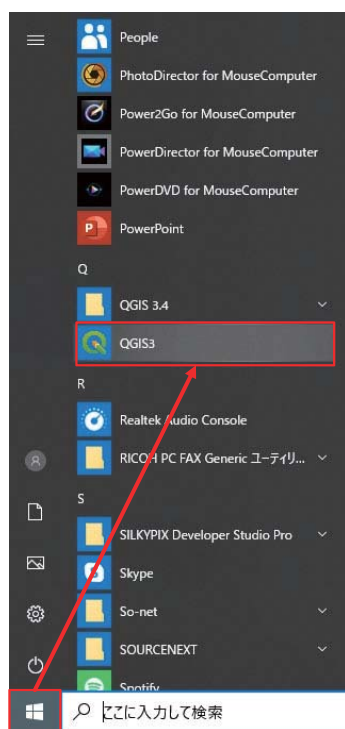 People
PhotoDirector for MouseComputer
Power2Go for MouseComputer
PowerDirector for MouseComputer
PowerDVD for MouseComputer
PowerPoint
Q
QGIS 3.4
QGIS3
R
Realtek Audio Console
RICOH PC FAX Generic ユーティリ...
S
SILKYPIX Developer Studio Pro
Skype
So-net
SOURCENEXT
Spotify
ここに入力して検索